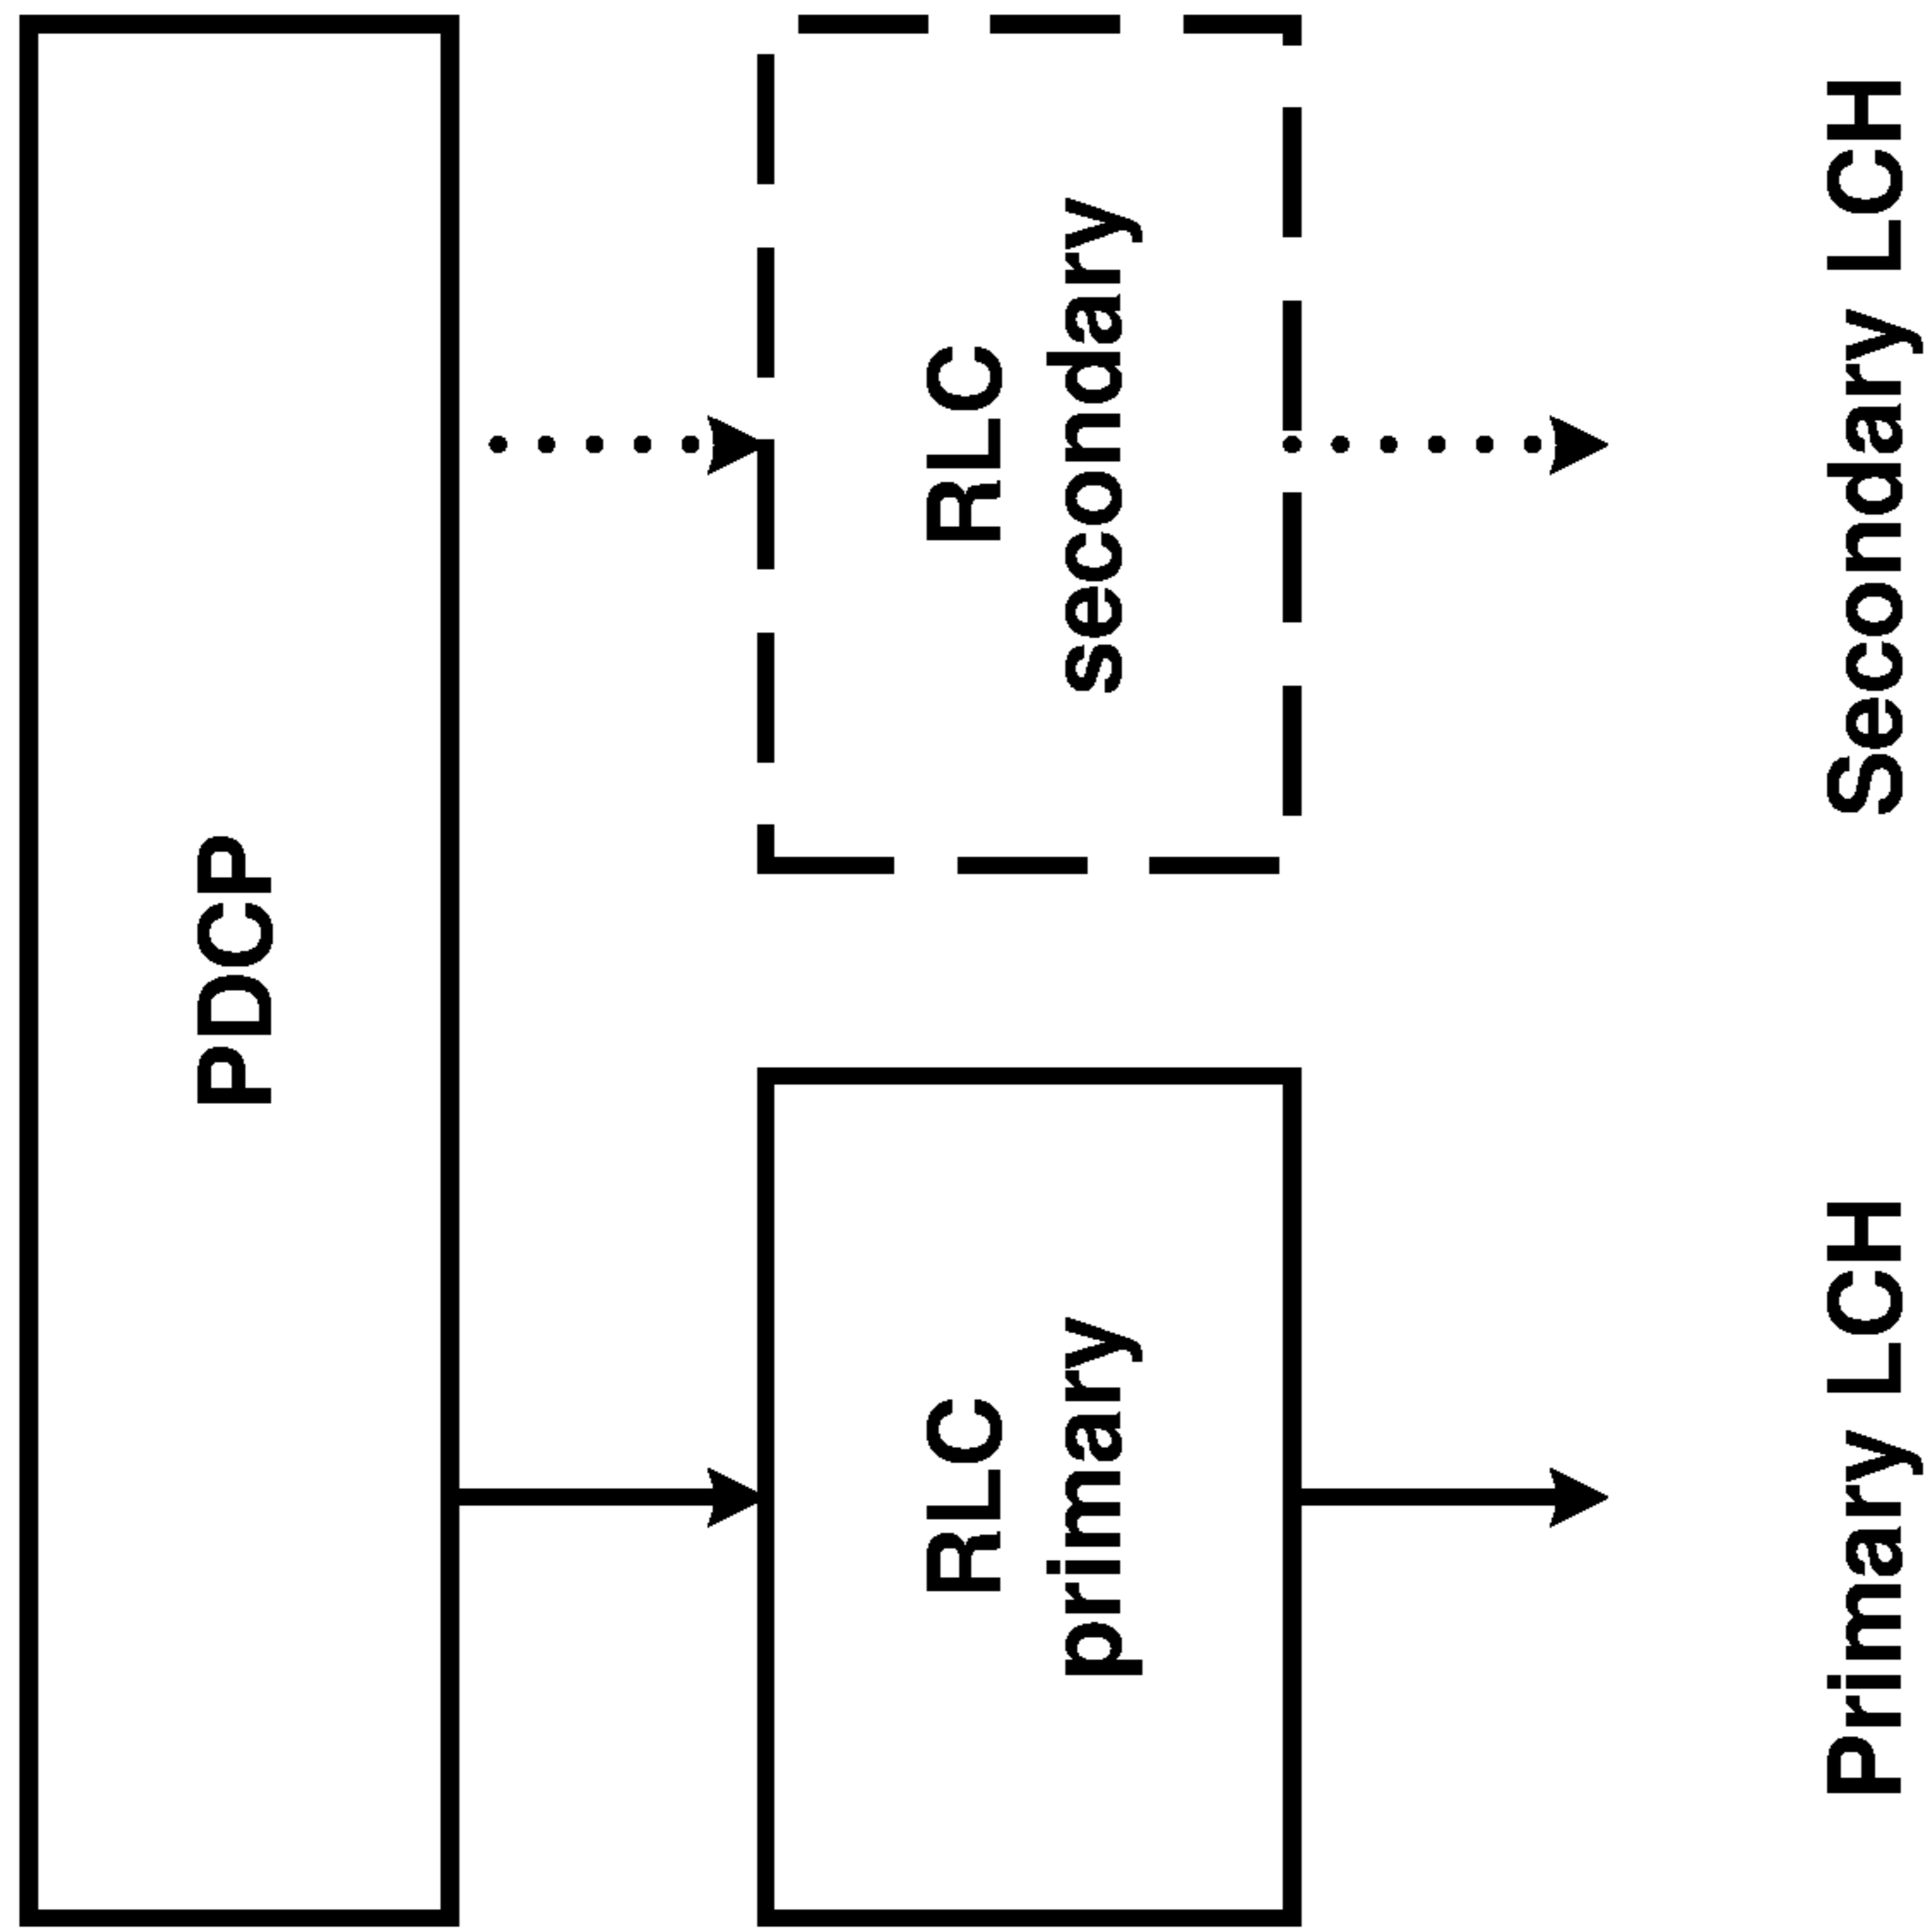 PDCP
RLC
primary
RLC
secondary
Primary LCH
Secondary LCH